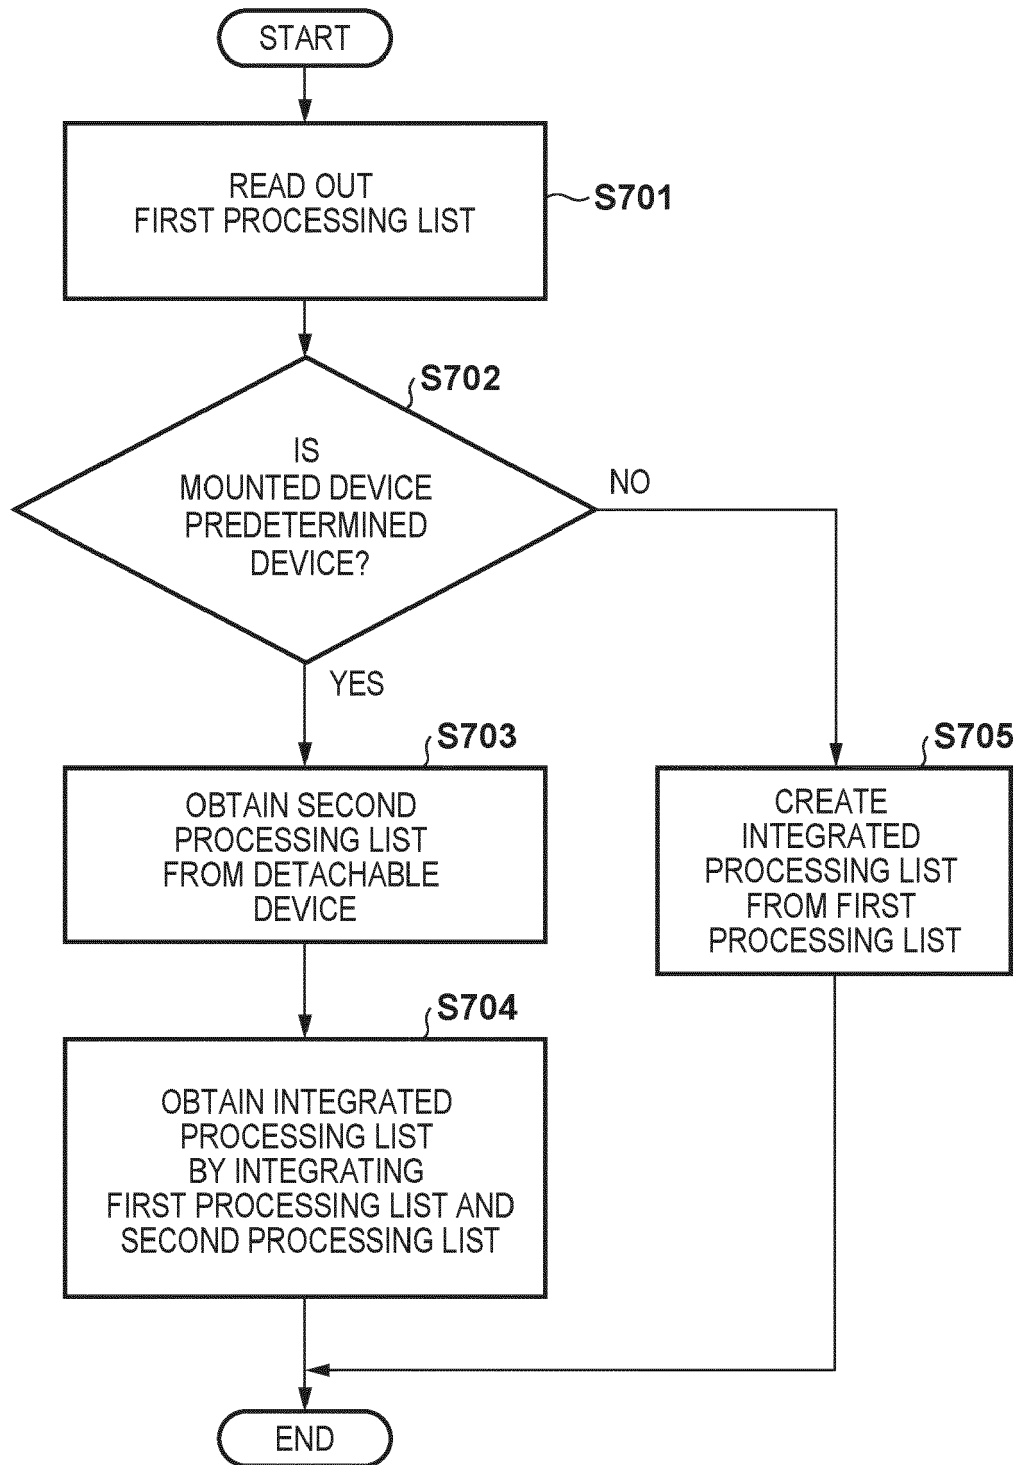 START
READ OUT
FIRST PROCESSING LIST
S701
S702
IS
MOUNTED DEVICE
PREDETERMINED
DEVICE?
NO
YES
S703
OBTAIN SECOND
PROCESSING LIST
FROM DETACHABLE
DEVICE
S705
CREATE
INTEGRATED
PROCESSING LIST
FROM FIRST
PROCESSING LIST
S704
OBTAIN INTEGRATED
PROCESSING LIST
BY INTEGRATING
FIRST PROCESSING LIST AND
SECOND PROCESSING LIST
END